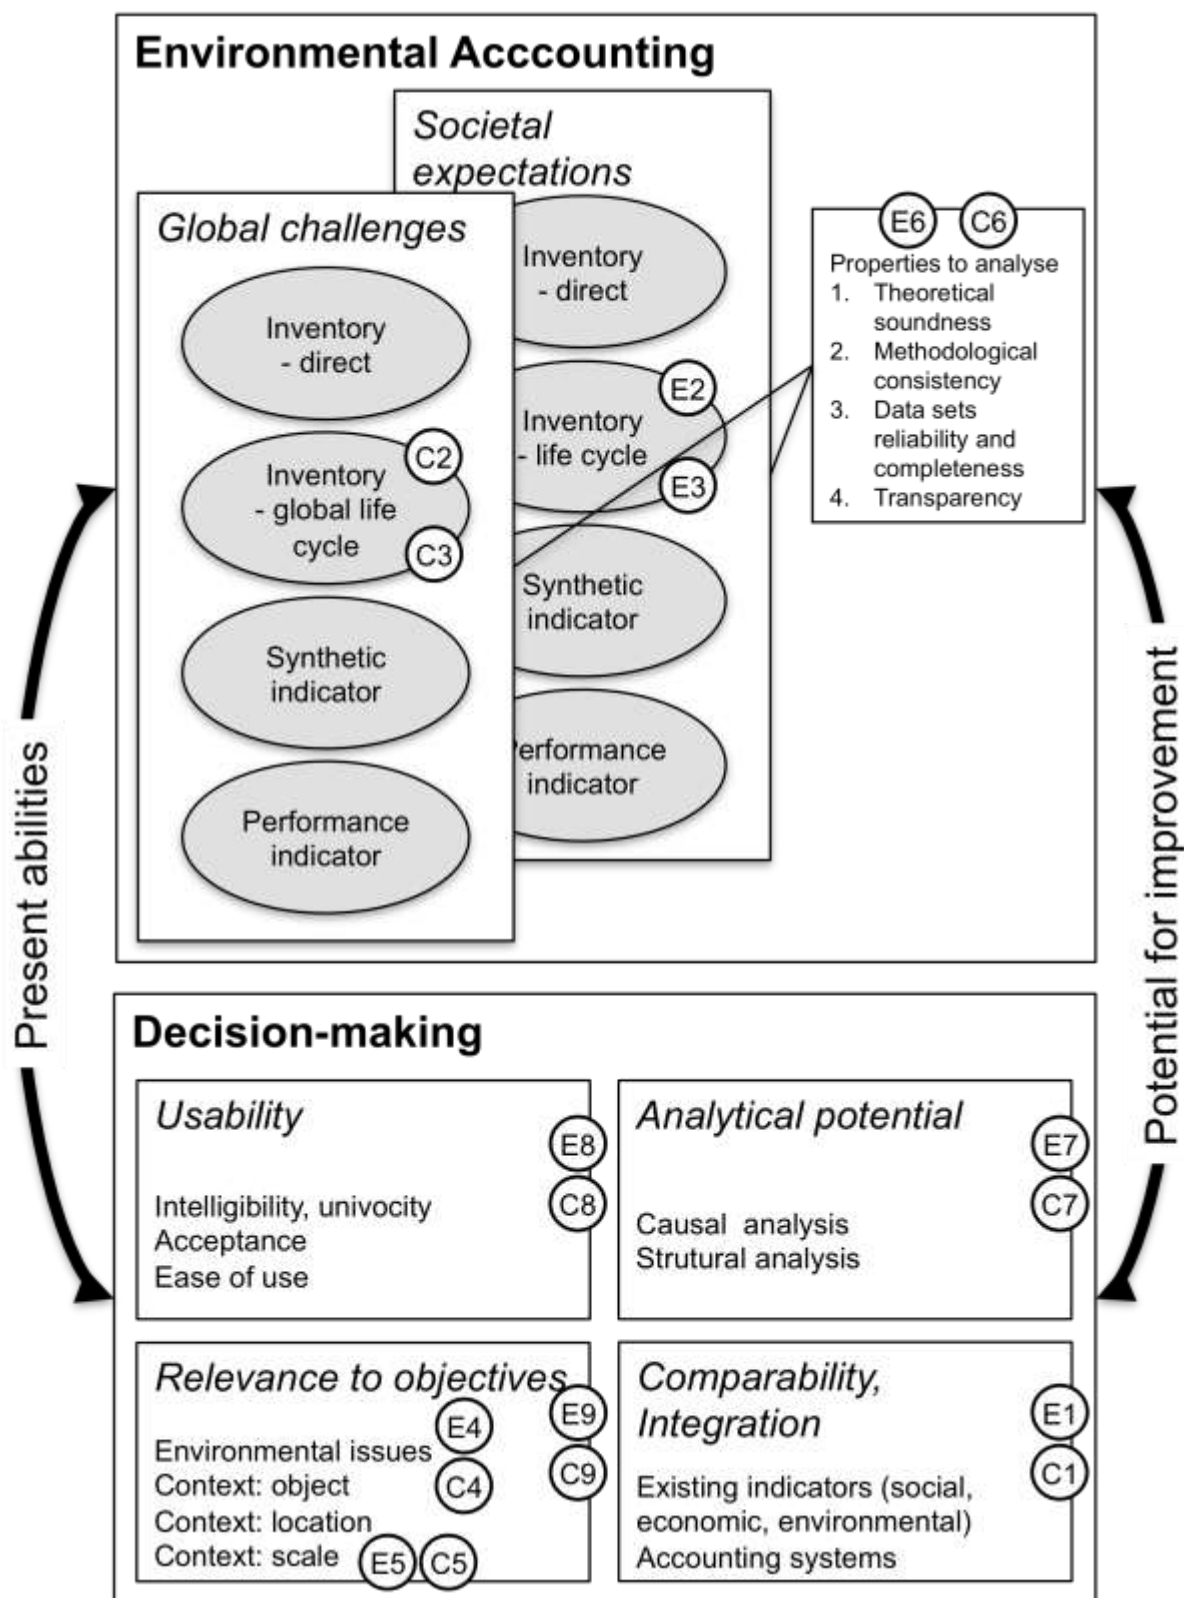 Environmental Acccounting
Societal
expectations
Inventory
- direct
E2
Inventory
- life cycle
E3
Synthetic
indicator
Performance
indicator
Global challenges
Inventory
- direct
C2
Inventory
- global life
cycle
C3
Synthetic
indicator
Performance
indicator
E6 C6
Properties to analyse
1. Theoretical
soundness
2. Methodological
consistency
3. Data sets
reliability and
completeness
4. Transparency
Present abilities
Potential for improvement
Decision-making
Usability
E8
C8
Intelligibility, univocity
Acceptance
Ease of use
Analytical potential
E7
C7
Causal analysis
Strutural analysis
Relevance to objectives
E9
C9
E4
Environmental issues
C4
Context: object
Context: location
Context: scale E5 C5
Comparability,
Integration
E1
C1
Existing indicators (social,
economic, environmental)
Accounting systems